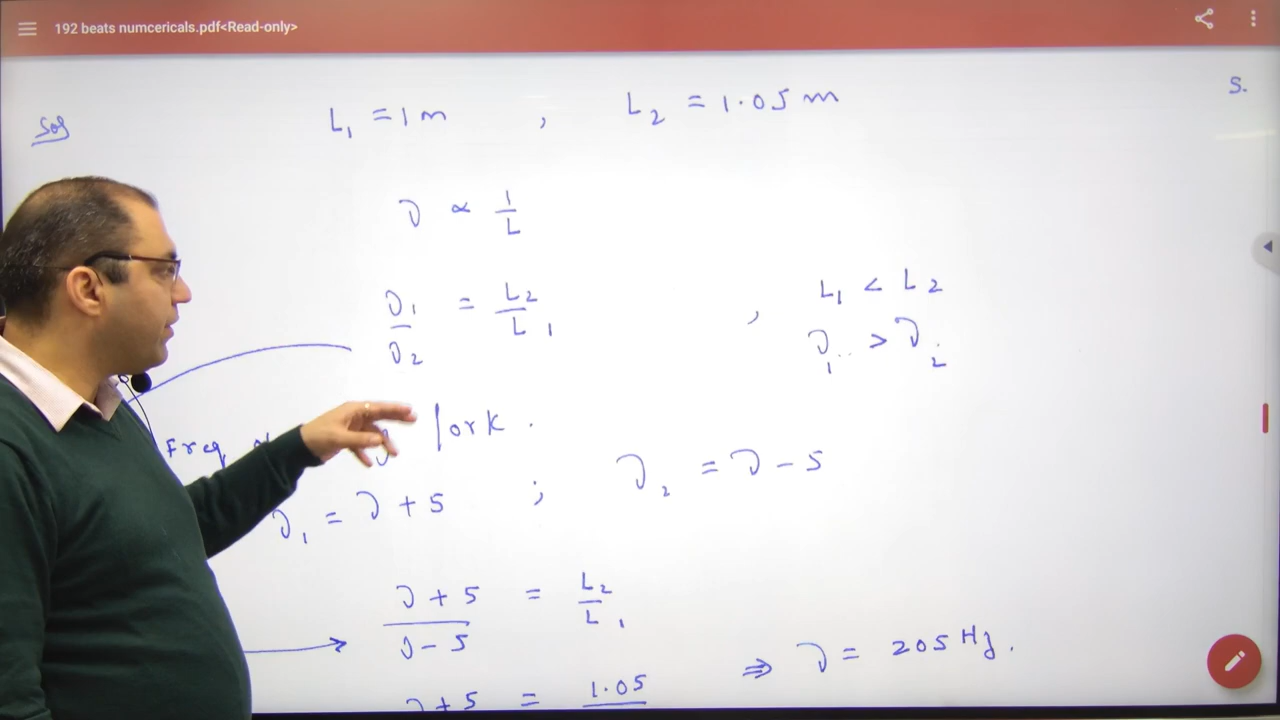 192 beats numcericals.pdf<Read-only>
S.
Sol L₁ = 1 m , L₂ = 1.05 m
ν ∝ 1/L
ν₁/ν₂ = L₂/L₁ , L₁ < L₂
ν₁ > ν₂
Freq fork.
ν₁ = ν + 5 ; ν₂ = ν - 5
ν + 5 / ν - 5 = L₂/L₁
⇒ ν = 205 Hz.
ν + 5 = 1.05